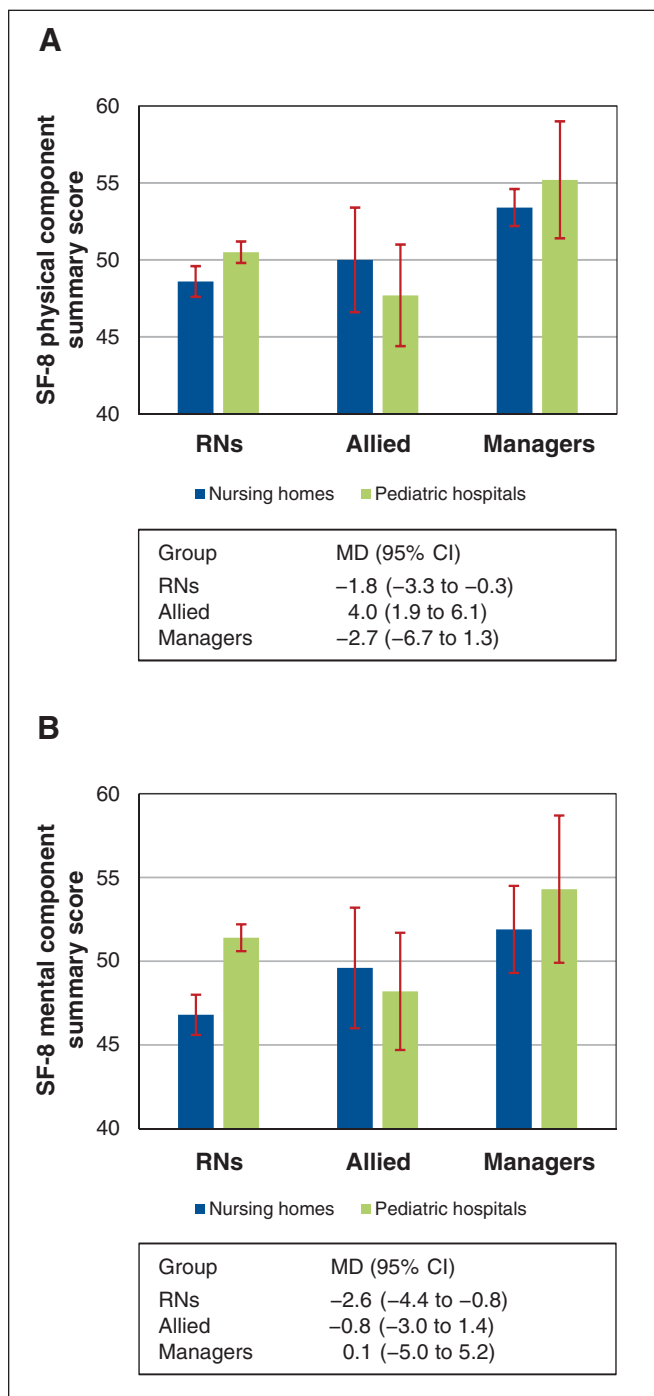 A
SF-8 physical component
summary score
60
55
50
45
40
RNs Allied Managers
Nursing homes Pediatric hospitals
Group MD (95% CI)
RNs −1.8 (−3.3 to −0.3)
Allied 4.0 (1.9 to 6.1)
Managers −2.7 (−6.7 to 1.3)
B
SF-8 mental component
summary score
60
55
50
45
40
RNs Allied Managers
Nursing homes Pediatric hospitals
Group MD (95% CI)
RNs −2.6 (−4.4 to −0.8)
Allied −0.8 (−3.0 to 1.4)
Managers 0.1 (−5.0 to 5.2)